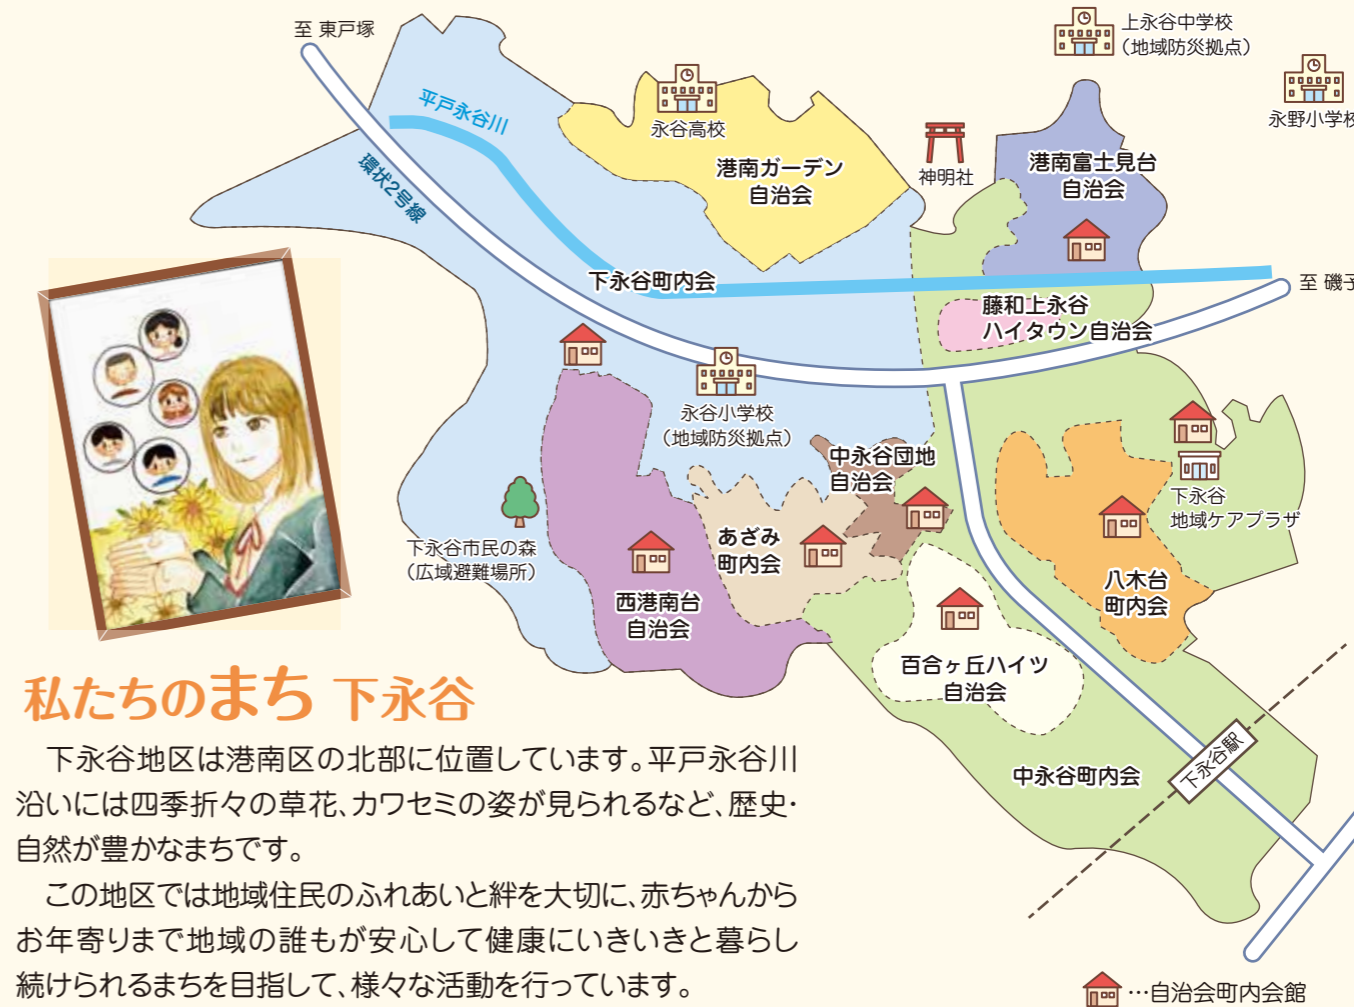 至 東戸塚
上永谷中学校
（地域防災拠点）
永野小学校
平戸永谷川
永谷高校
環状2号線
港南ガーデン
自治会
神明社
港南富士見台
自治会
下永谷町内会
至 磯子
藤和上永谷
ハイタウン自治会
永谷小学校
（地域防災拠点）
中永谷団地
自治会
下永谷
地域ケアプラザ
下永谷市民の森
（広域避難場所）
あざみ
町内会
八木台
町内会
西港南台
自治会
百合ヶ丘ハイツ
自治会
下永谷駅
中永谷町内会
私たちのまち 下永谷
下永谷地区は港南区の北部に位置しています。平戸永谷川
沿いには四季折々の草花、カワセミの姿が見られるなど、歴史・
自然が豊かなまちです。
この地区では地域住民のふれあいと絆を大切に、赤ちゃんから
お年寄りまで地域の誰もが安心して健康にいきいきと暮らし
続けられるまちを目指して、様々な活動を行っています。
…自治会町内会館